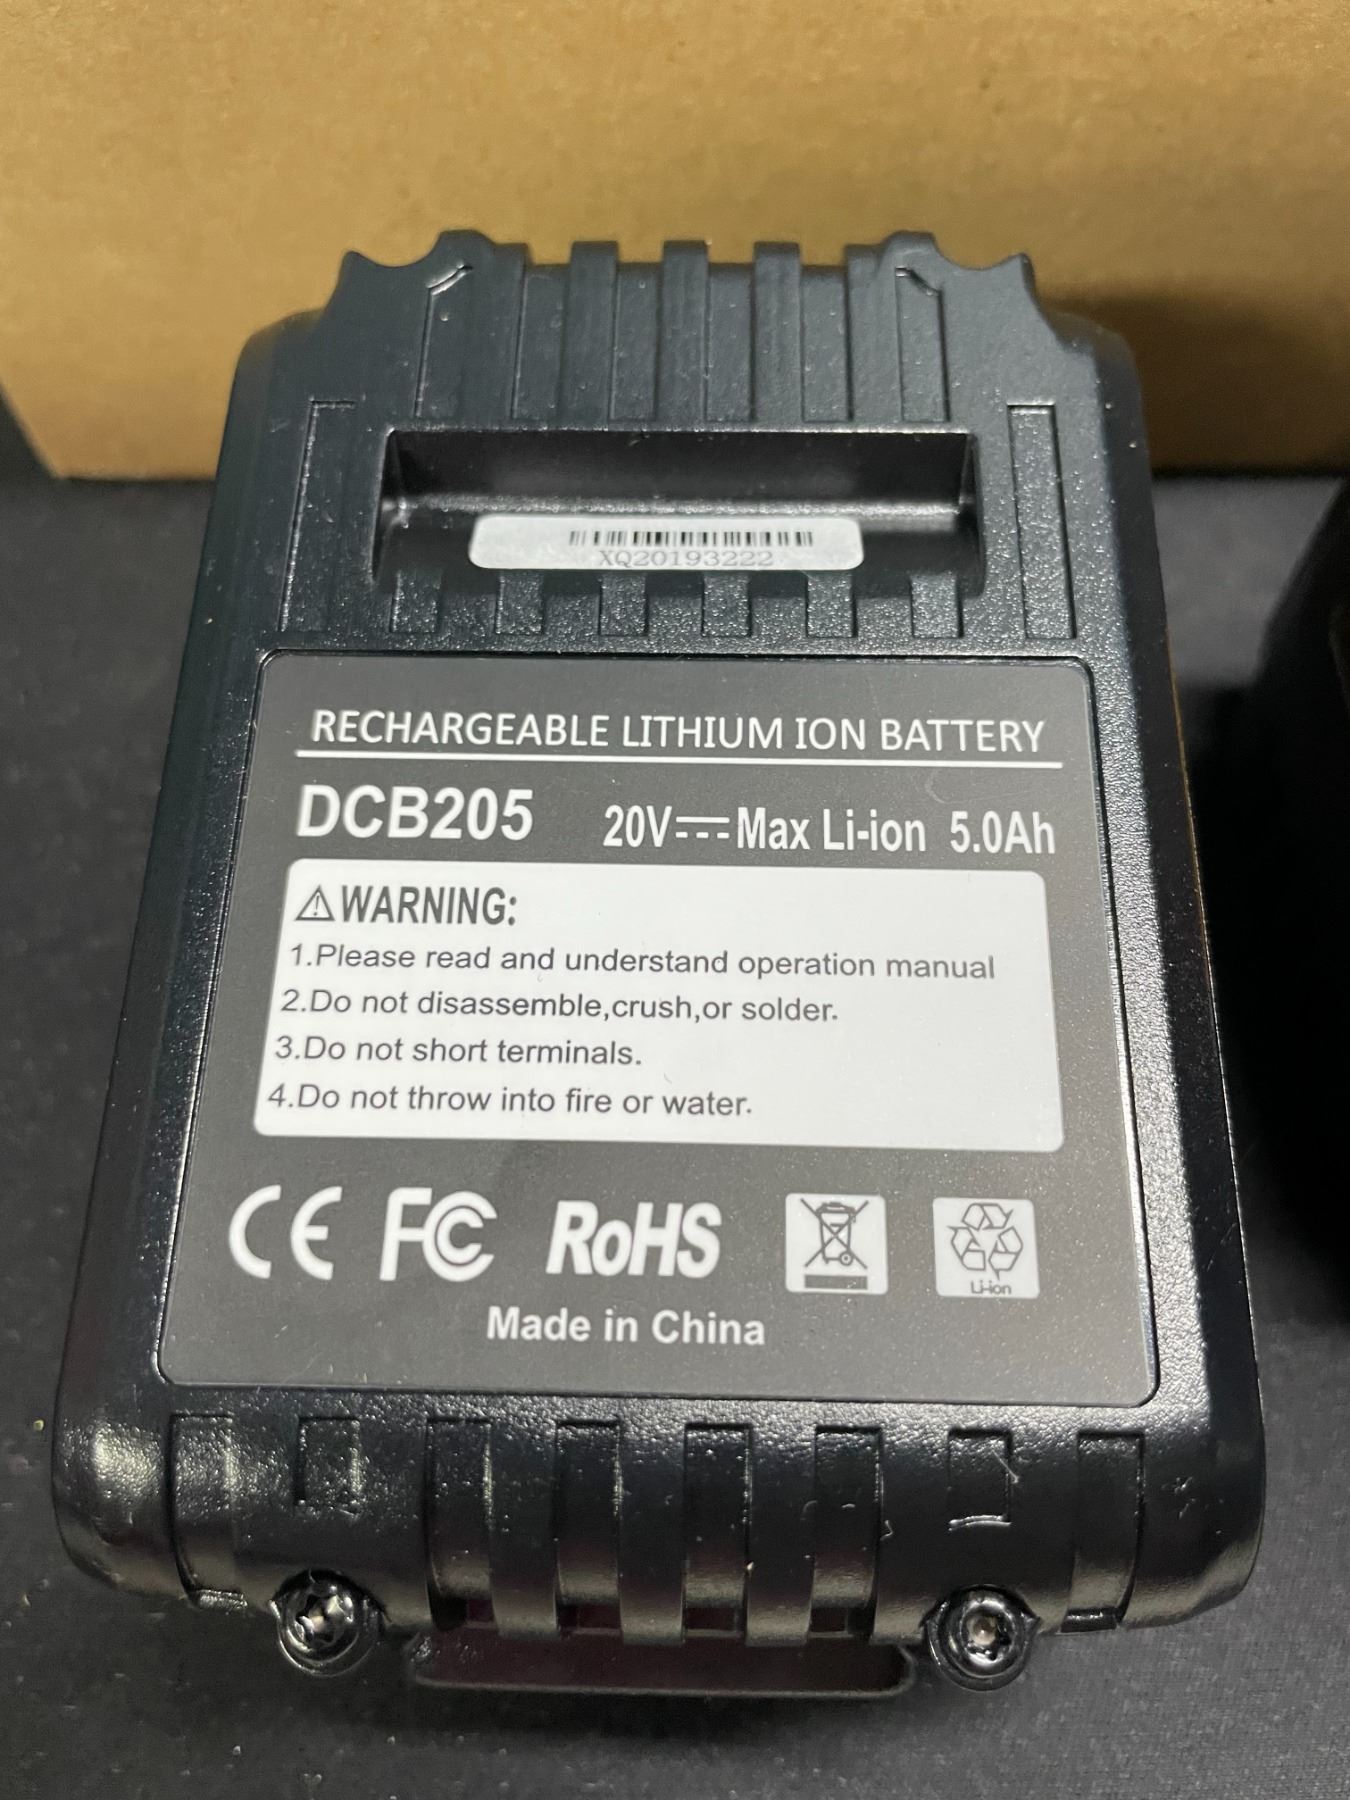 XQ20193222
RECHARGEABLE LITHIUM ION BATTERY
DCB205 20V⎓Max Li-ion 5.0Ah
⚠WARNING:
1.Please read and understand operation manual
2.Do not disassemble,crush,or solder.
3.Do not short terminals.
4.Do not throw into fire or water.
CE FC RoHS
Li-ion
Made in China